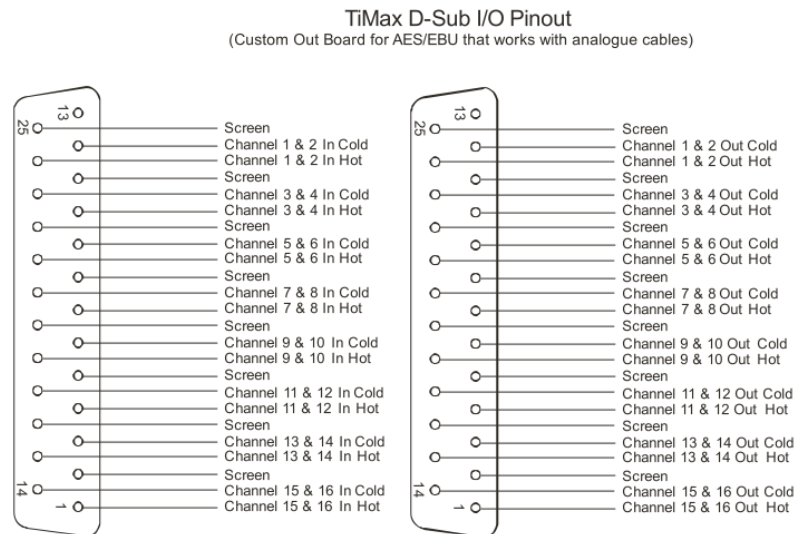 TiMax D-Sub I/O Pinout
(Custom Out Board for AES/EBU that works with analogue cables)
13
25
Screen
Channel 1 & 2 In Cold
Channel 1 & 2 In Hot
Screen
Channel 3 & 4 In Cold
Channel 3 & 4 In Hot
Screen
Channel 5 & 6 In Cold
Channel 5 & 6 In Hot
Screen
Channel 7 & 8 In Cold
Channel 7 & 8 In Hot
Screen
Channel 9 & 10 In Cold
Channel 9 & 10 In Hot
Screen
Channel 11 & 12 In Cold
Channel 11 & 12 In Hot
Screen
Channel 13 & 14 In Cold
Channel 13 & 14 In Hot
Screen
Channel 15 & 16 In Cold
Channel 15 & 16 In Hot
14
1
13
25
Screen
Channel 1 & 2 Out Cold
Channel 1 & 2 Out Hot
Screen
Channel 3 & 4 Out Cold
Channel 3 & 4 Out Hot
Screen
Channel 5 & 6 Out Cold
Channel 5 & 6 Out Hot
Screen
Channel 7 & 8 Out Cold
Channel 7 & 8 Out Hot
Screen
Channel 9 & 10 Out Cold
Channel 9 & 10 Out Hot
Screen
Channel 11 & 12 Out Cold
Channel 11 & 12 Out Hot
Screen
Channel 13 & 14 Out Cold
Channel 13 & 14 Out Hot
Screen
Channel 15 & 16 Out Cold
Channel 15 & 16 Out Hot
14
1